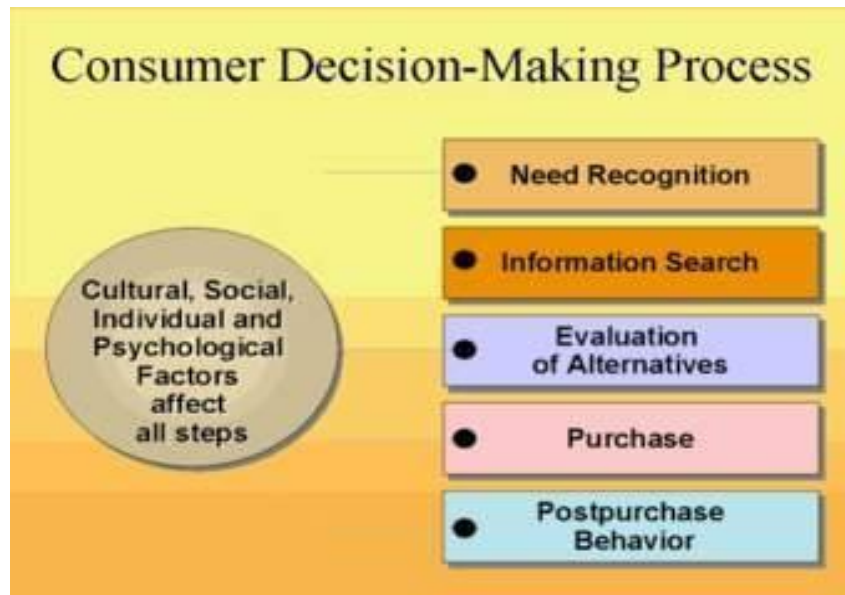 Consumer Decision-Making Process
Cultural, Social,
Individual and
Psychological
Factors
affect
all steps
● Need Recognition
● Information Search
● Evaluation
of Alternatives
● Purchase
● Postpurchase
Behavior